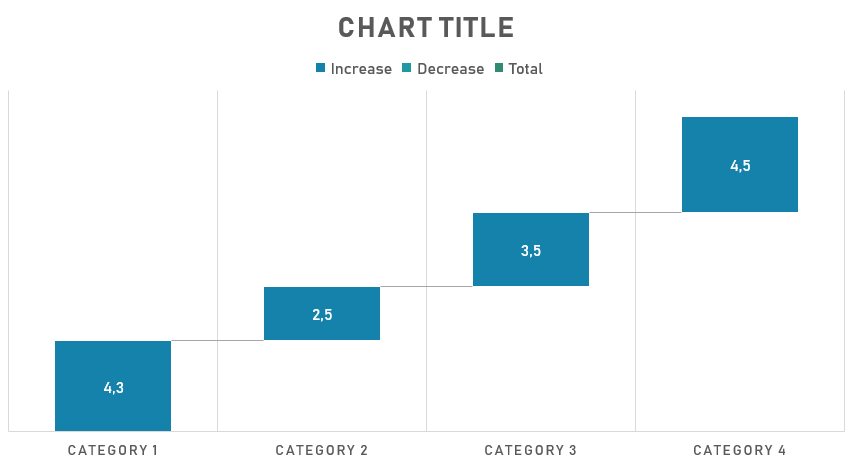 CHART TITLE
Increase Decrease Total
4,5
3,5
2,5
4,3
CATEGORY 1 CATEGORY 2 CATEGORY 3 CATEGORY 4